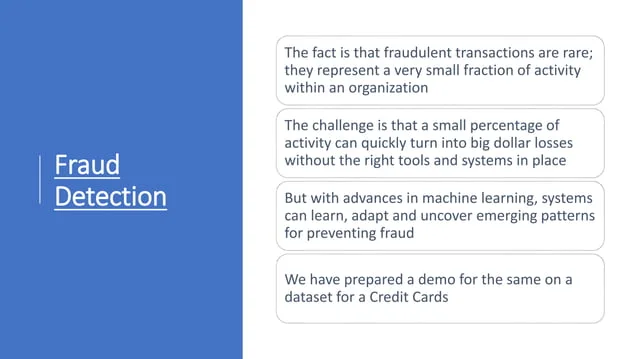 Fraud
Detection
The fact is that fraudulent transactions are rare;
they represent a very small fraction of activity
within an organization
The challenge is that a small percentage of
activity can quickly turn into big dollar losses
without the right tools and systems in place
But with advances in machine learning, systems
can learn, adapt and uncover emerging patterns
for preventing fraud
We have prepared a demo for the same on a
dataset for a Credit Cards